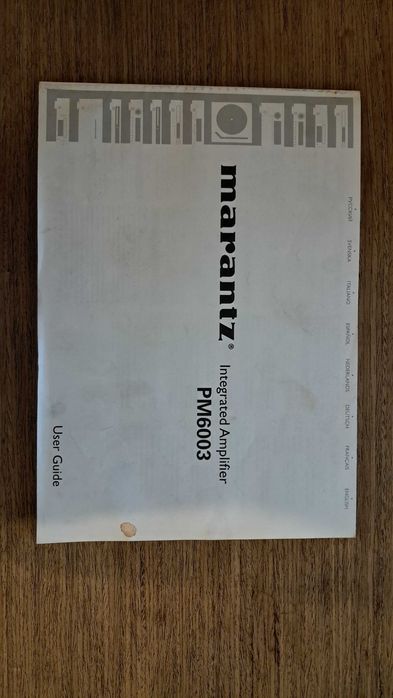 marantz®
Integrated Amplifier
PM6003
User Guide
ENGLISH
FRANÇAIS
DEUTSCH
NEDERLANDS
ESPAÑOL
ITALIANO
SVENSKA
РУССКИЙ